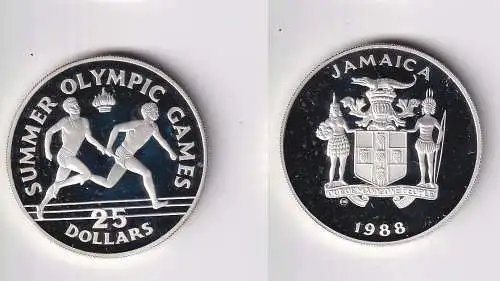 SUMMER OLYMPIC GAMES
25
DOLLARS
JAMAICA
1988